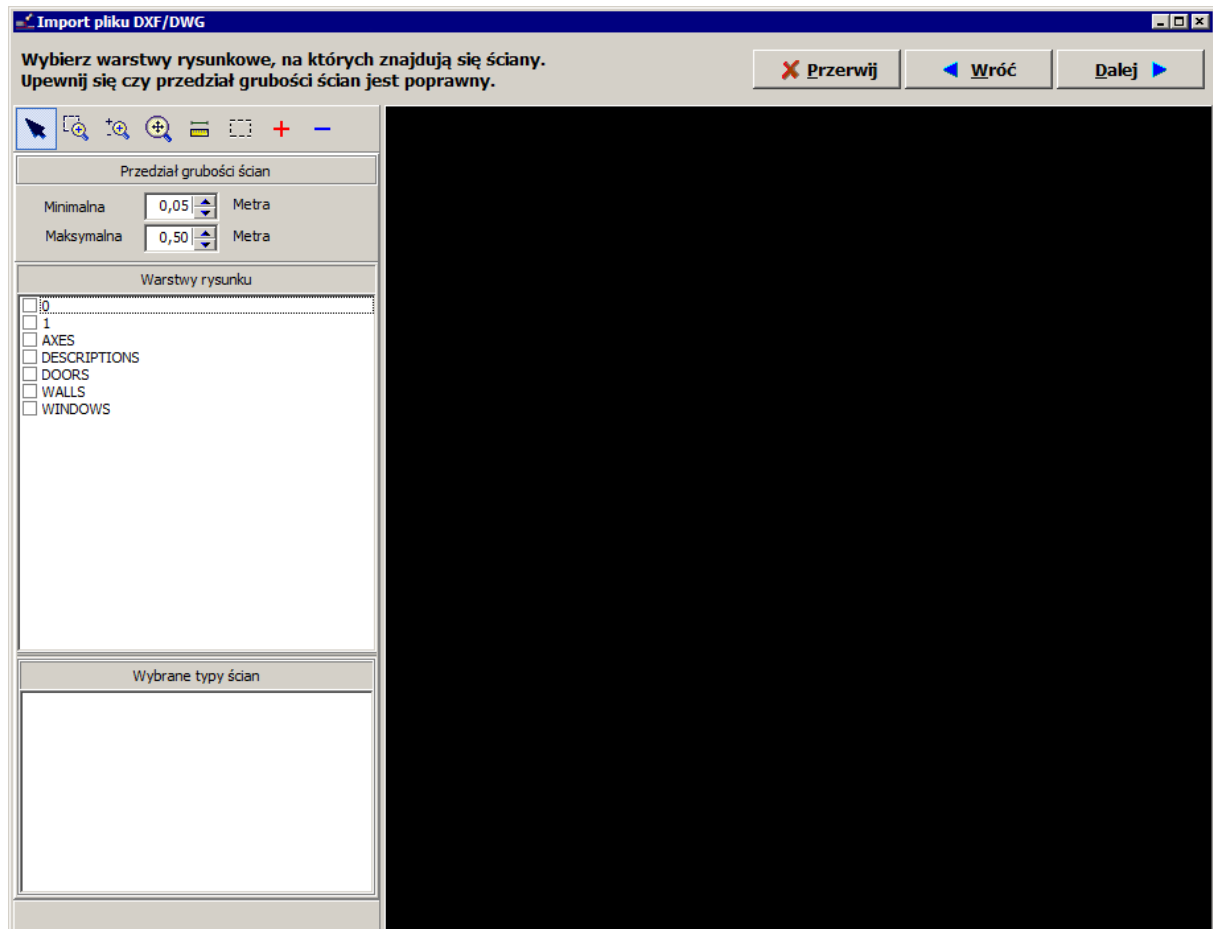 Import pliku DXF/DWG
Wybierz warstwy rysunkowe, na których znajdują się ściany.
Upewnij się czy przedział grubości ścian jest poprawny.
Przerwij
Wróć
Dalej
Przedział grubości ścian
Minimalna 0,05 Metra
Maksymalna 0,50 Metra
Warstwy rysunku
0
1
AXES
DESCRIPTIONS
DOORS
WALLS
WINDOWS
Wybrane typy ścian